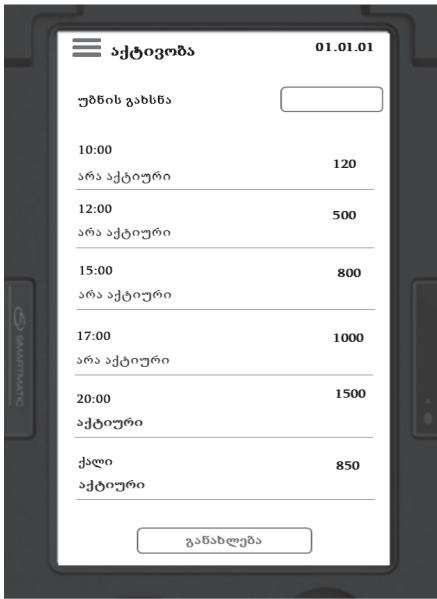 აქტივობა 01.01.01
უბნის გახსნა
10:00
არა აქტიური 120
12:00
არა აქტიური 500
15:00
არა აქტიური 800
17:00
არა აქტიური 1000
20:00
აქტიური 1500
ქალი
აქტიური 850
განახლება
SMARTMATIC